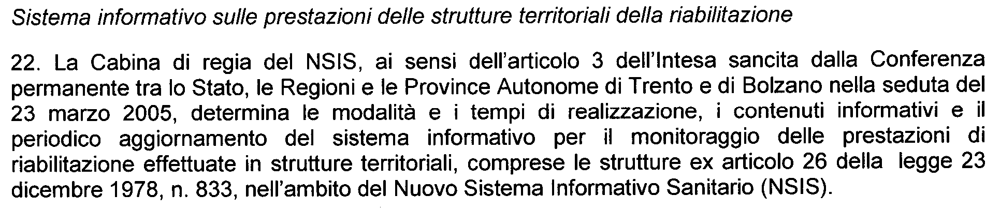 Sistema informativo sulle prestazioni delle strutture territoriali della riabilitazione
22. La Cabina di regia del NSIS, ai sensi dell'articolo 3 dell'Intesa sancita dalla Conferenza
permanente tra lo Stato, le Regioni e le Province Autonome di Trento e di Bolzano nella seduta del
23 marzo 2005, determina le modalità e i tempi di realizzazione, i contenuti informativi e il
periodico aggiornamento del sistema informativo per il monitoraggio delle prestazioni di
riabilitazione effettuate in strutture territoriali, comprese le strutture ex articolo 26 della legge 23
dicembre 1978, n. 833, nell'ambito del Nuovo Sistema Informativo Sanitario (NSIS).